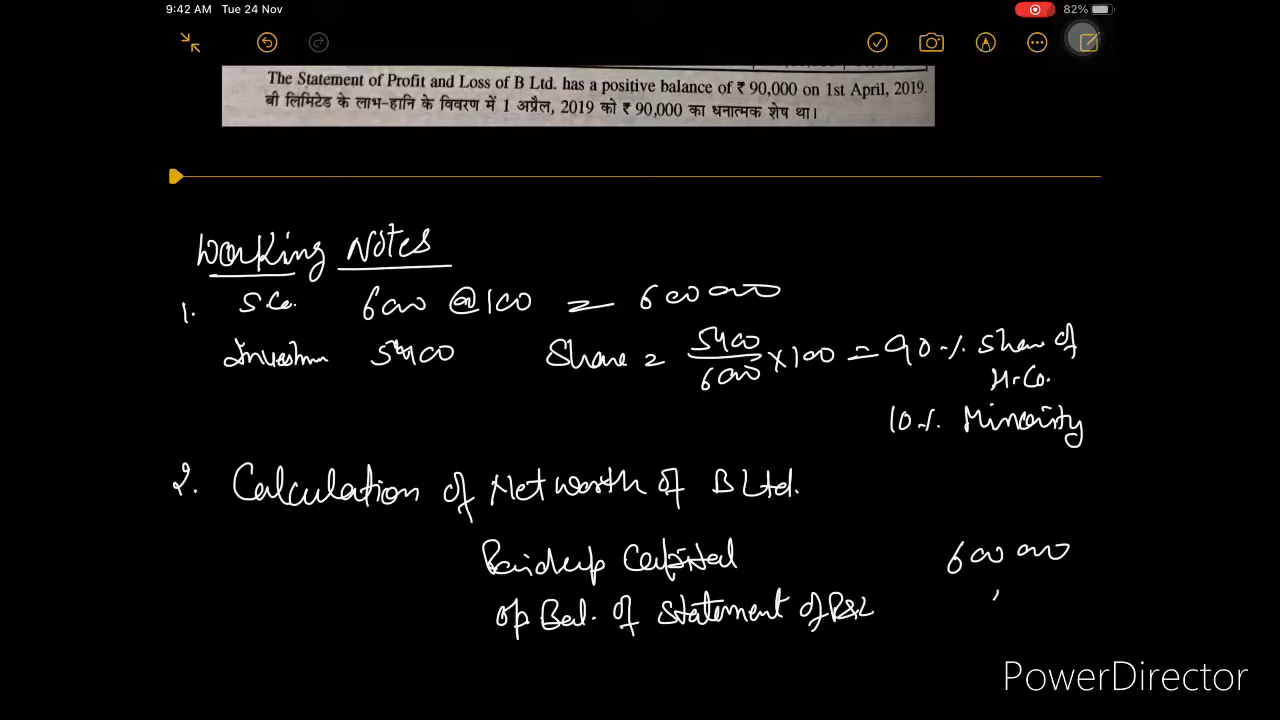 9:42 AM Tue 24 Nov
82%
The Statement of Profit and Loss of B Ltd. has a positive balance of ₹ 90,000 on 1st April, 2019.
बी लिमिटेड के लाभ-हानि के विवरण में 1 अप्रैल, 2019 को ₹ 90,000 का धनात्मक शेष था।
Working Notes
1. S.Co. 6000 @ 100 = 600000
5400 Share = 5400/6000 × 100 = 90% Share of
H.Co.
10% Minority
2. Calculation of Net worth of B Ltd.
Paidup Capital 600000
op Bal. of Statement of P&L
PowerDirector